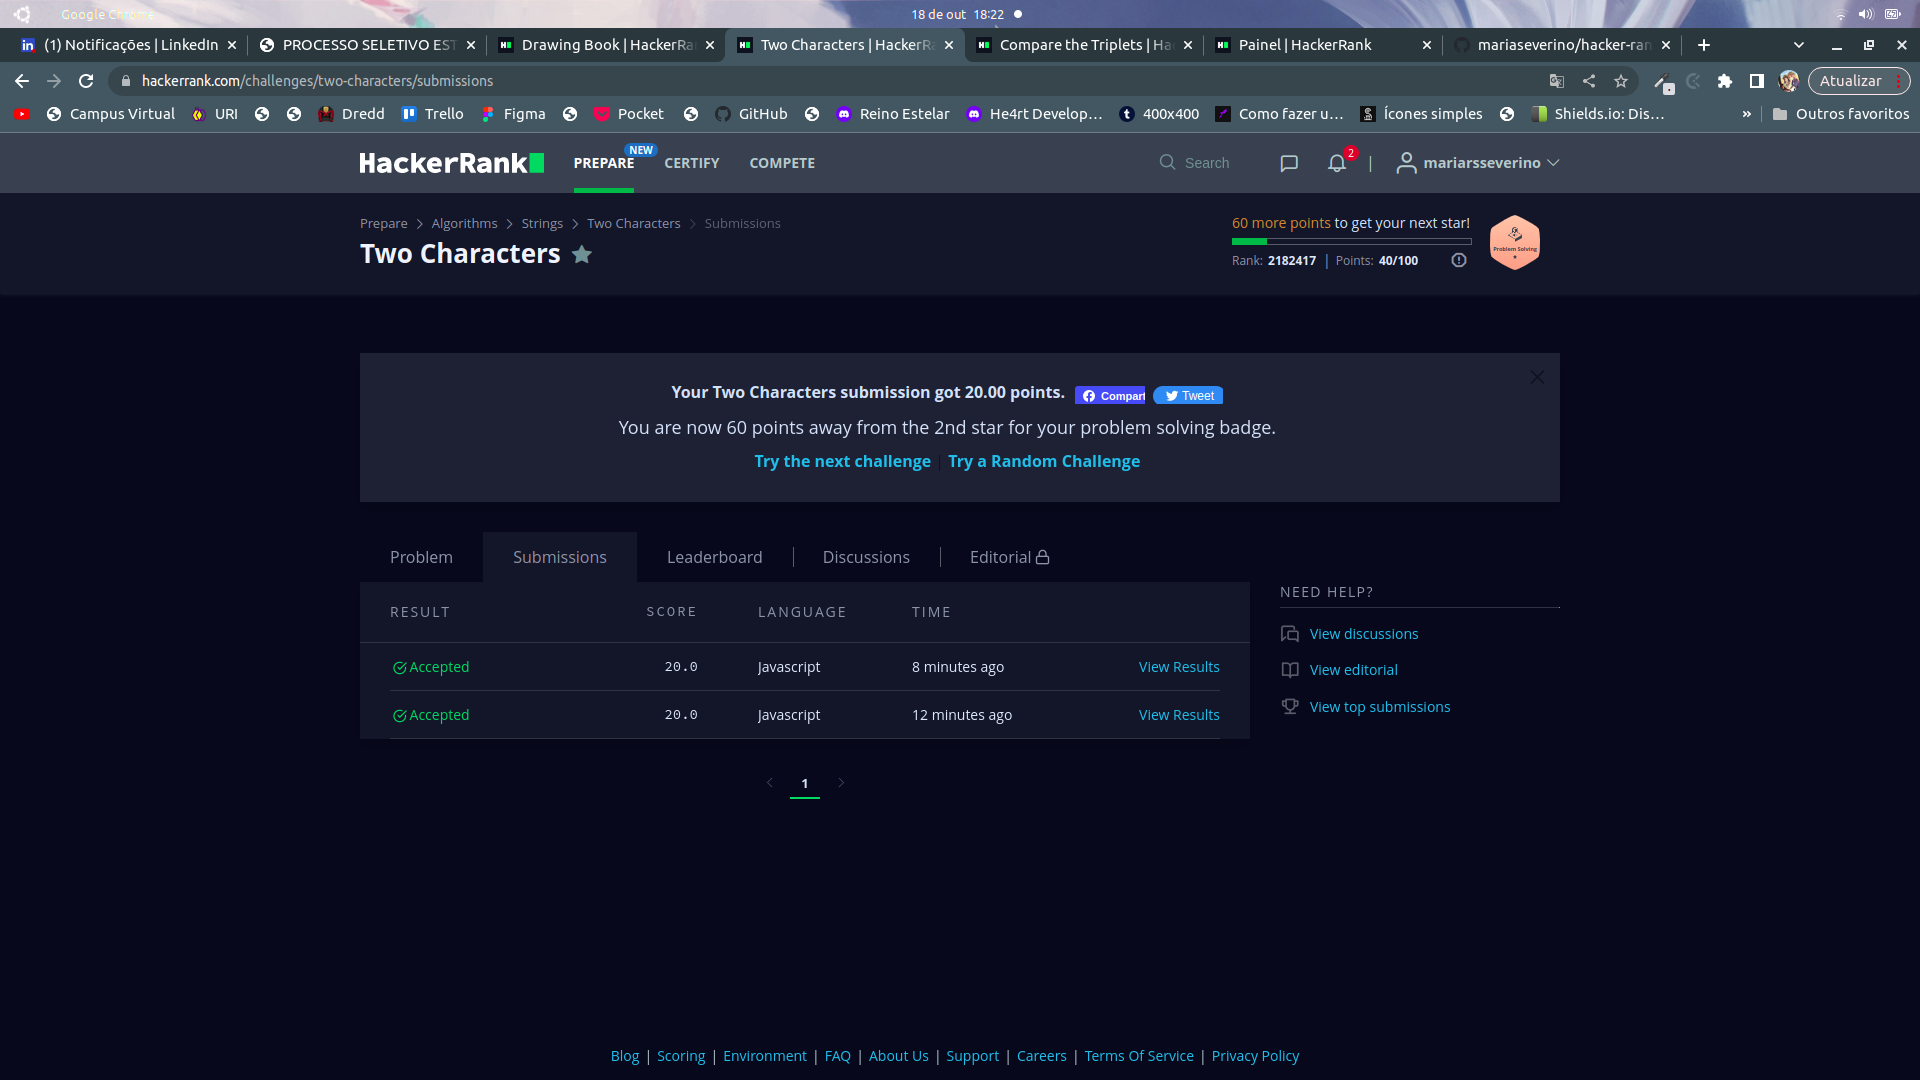 Google Chrome
18 de out 18:22
(1) Notificações | LinkedIn
PROCESSO SELETIVO EST
Drawing Book | HackerRa
Two Characters | HackerRa
Compare the Triplets | Ha
Painel | HackerRank
mariaseverino/hacker-ran
hackerrank.com/challenges/two-characters/submissions
Atualizar
Campus Virtual
URI
Dredd
Trello
Figma
Pocket
GitHub
Reino Estelar
He4rt Develop...
400x400
Como fazer u...
Ícones simples
Shields.io: Dis...
»
Outros favoritos
HackerRank
PREPARE
NEW
CERTIFY
COMPETE
Search
2
|
mariarsseverino
Prepare > Algorithms > Strings > Two Characters > Submissions
Two Characters
60 more points to get your next star!
Rank: 2182417 | Points: 40/100
Problem Solving
Your Two Characters submission got 20.00 points.
Compart
Tweet
You are now 60 points away from the 2nd star for your problem solving badge.
Try the next challenge | Try a Random Challenge
Problem
Submissions
Leaderboard
Discussions
Editorial
RESULT SCORE LANGUAGE TIME
Accepted 20.0 Javascript 8 minutes ago View Results
Accepted 20.0 Javascript 12 minutes ago View Results
1
NEED HELP?
View discussions
View editorial
View top submissions
Blog | Scoring | Environment | FAQ | About Us | Support | Careers | Terms Of Service | Privacy Policy